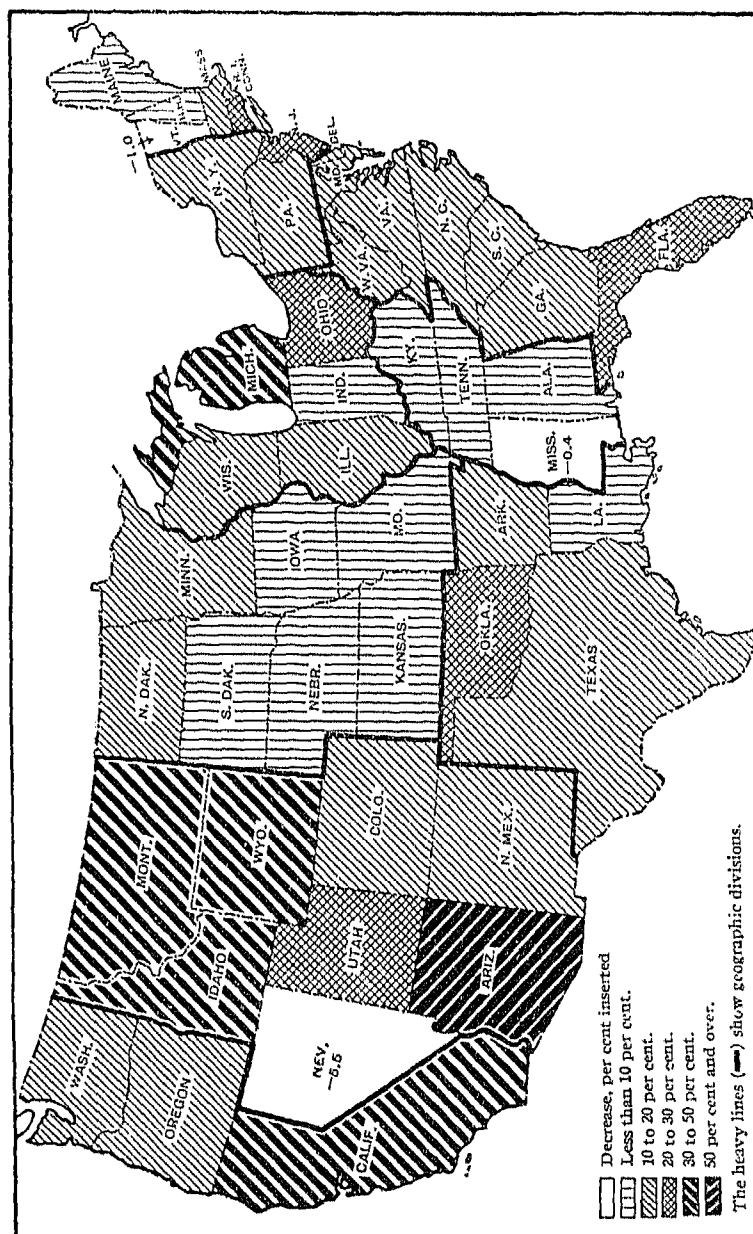 WASH.
OREGON.
CALIF.
NEV.
—5.5
IDAHO
MONT.
WYO.
UTAH
ARIZ.
COLO.
N. MEX.
N. DAK.
S. DAK.
NEBR.
KANSAS.
OKLA.
TEXAS
MINN.
IOWA
MO.
ARK.
LA.
WIS.
ILL.
MICH.
IND.
OHIO
KY.
TENN.
MISS.
—0.4
ALA.
GA.
FLA.
S. C.
N. C.
VA.
W. VA.
MD.
DEL.
PA.
N. J.
N. Y.
CONN.
R. I.
MASS
VT.
N. H.
—1.0
MAINE
Decrease, per cent inserted
Less than 10 per cent.
10 to 20 per cent.
20 to 30 per cent.
30 to 50 per cent.
50 per cent and over.
The heavy lines (—) show geographic divisions.